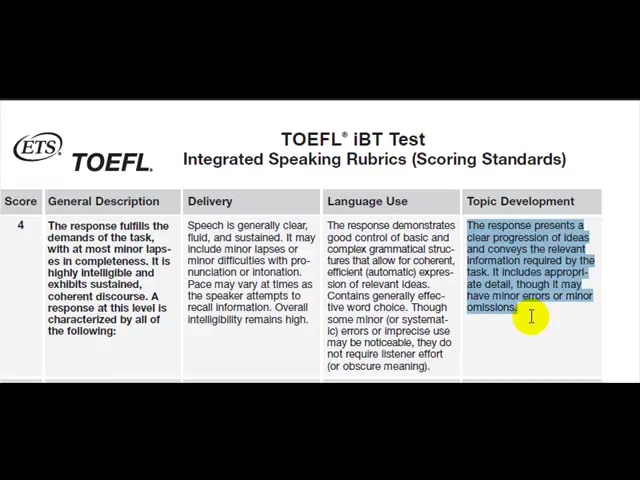 ETS
TOEFL.
TOEFL® iBT Test
Integrated Speaking Rubrics (Scoring Standards)
Score
General Description
Delivery
Language Use
Topic Development
4
The response fulfills the
demands of the task,
with at most minor laps-
es in completeness. It is
highly intelligible and
exhibits sustained,
coherent discourse. A
response at this level is
characterized by all of
the following:
Speech is generally clear,
fluid, and sustained. It may
include minor lapses or
minor difficulties with pro-
nunciation or intonation.
Pace may vary at times as
the speaker attempts to
recall information. Overall
intelligibility remains high.
The response demonstrates
good control of basic and
complex grammatical struc-
tures that allow for coherent,
efficient (automatic) expres-
sion of relevant ideas.
Contains generally effec-
tive word choice. Though
some minor (or systemat-
ic) errors or imprecise use
may be noticeable, they do
not require listener effort
(or obscure meaning).
The response presents a
clear progression of ideas
and conveys the relevant
information required by the
task. It includes appropri-
ate detail, though it may
have minor errors or minor
omissions.